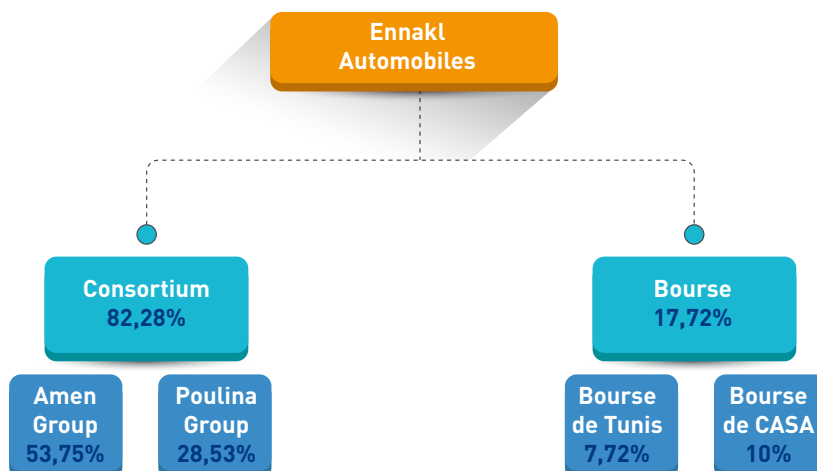 Ennakl
Automobiles
Consortium
82,28%
Bourse
17,72%
Amen
Group
53,75%
Poulina
Group
28,53%
Bourse
de Tunis
7,72%
Bourse
de CASA
10%